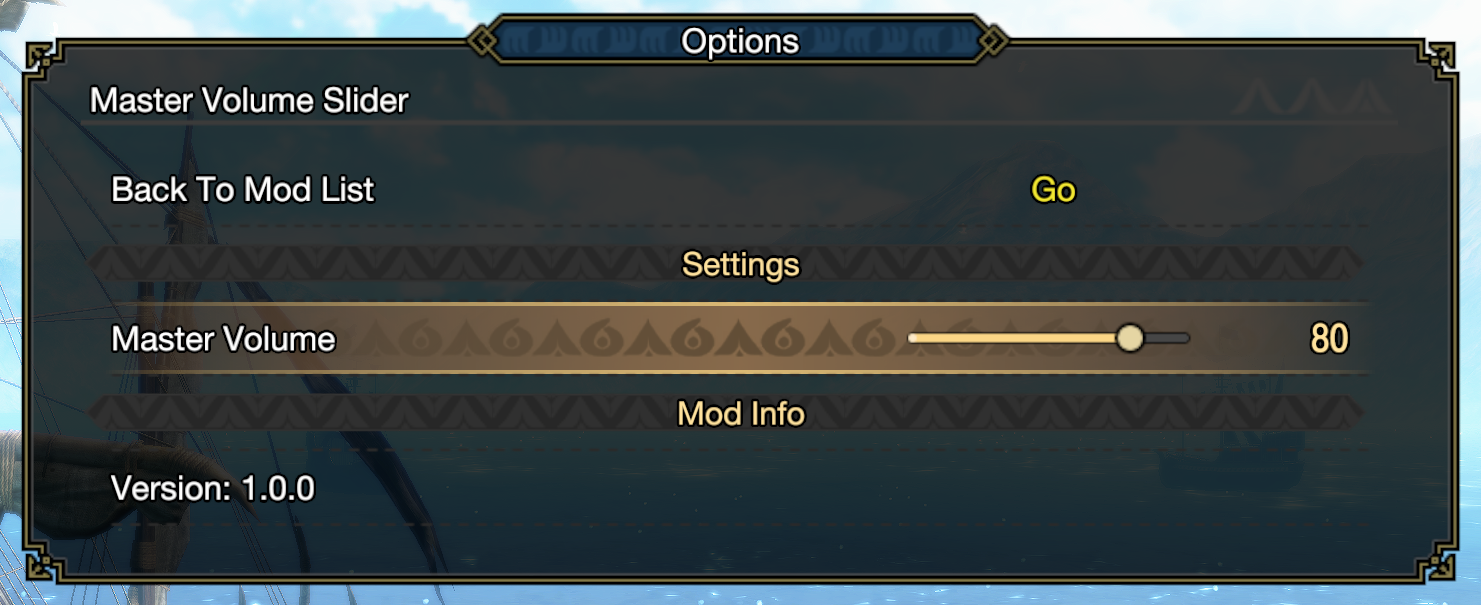 Options
Master Volume Slider
Back To Mod List Go
Settings
Master Volume 80
Mod Info
Version: 1.0.0